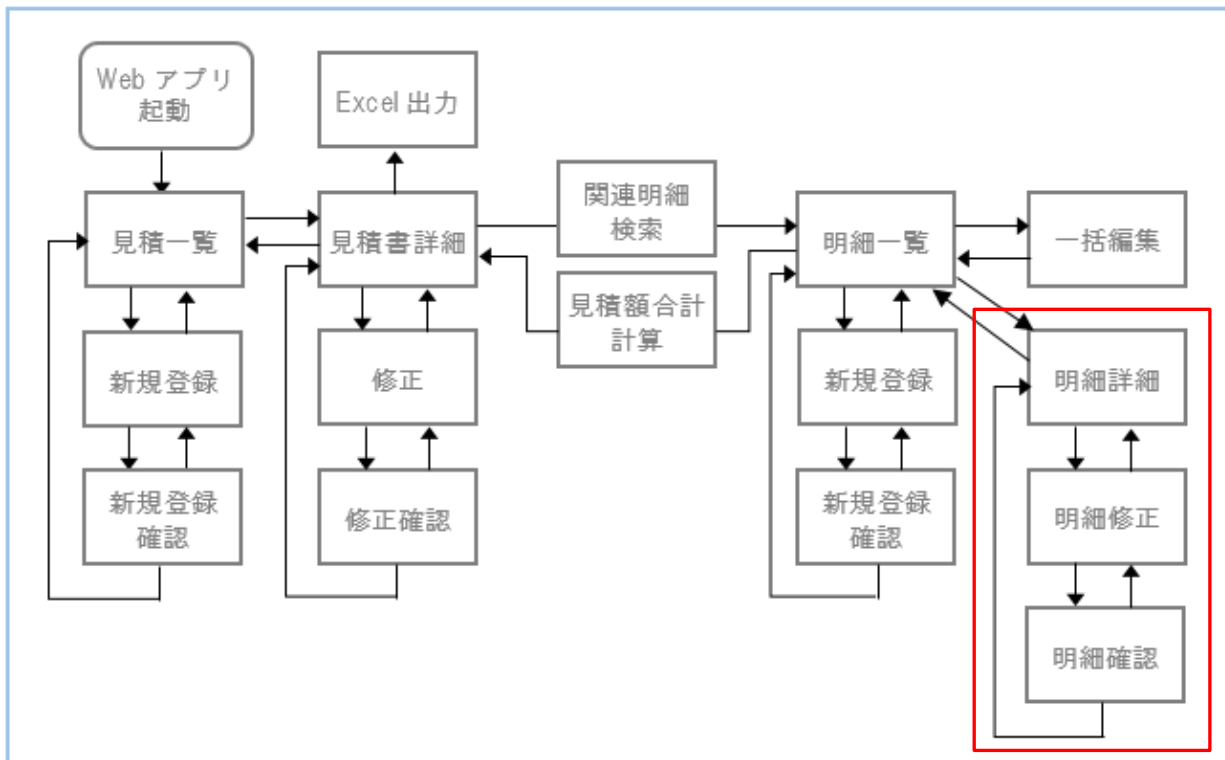 Web アプリ
起動
Excel 出力
関連明細
検索
見積一覧
見積書詳細
明細一覧
一括編集
見積額合計
計算
新規登録
修正
新規登録
明細詳細
新規登録
確認
修正確認
新規登録
確認
明細修正
明細確認